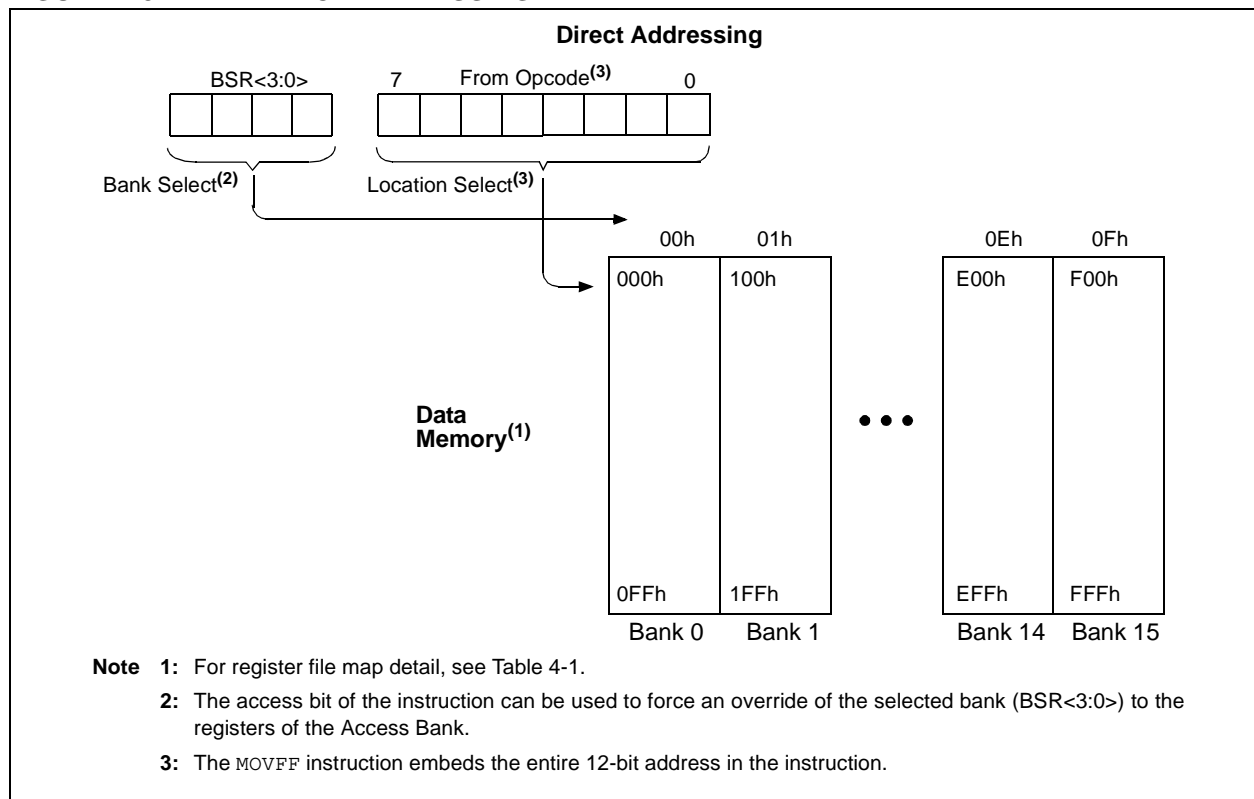 Direct Addressing
BSR<3:0>
7 From Opcode(3) 0
Bank Select(2) Location Select(3)
00h 01h 0Eh 0Fh
000h 100h E00h F00h
Data
Memory(1)
0FFh 1FFh EFFh FFFh
Bank 0 Bank 1 Bank 14 Bank 15
Note 1: For register file map detail, see Table 4-1.
2: The access bit of the instruction can be used to force an override of the selected bank (BSR<3:0>) to the
registers of the Access Bank.
3: The MOVFF instruction embeds the entire 12-bit address in the instruction.